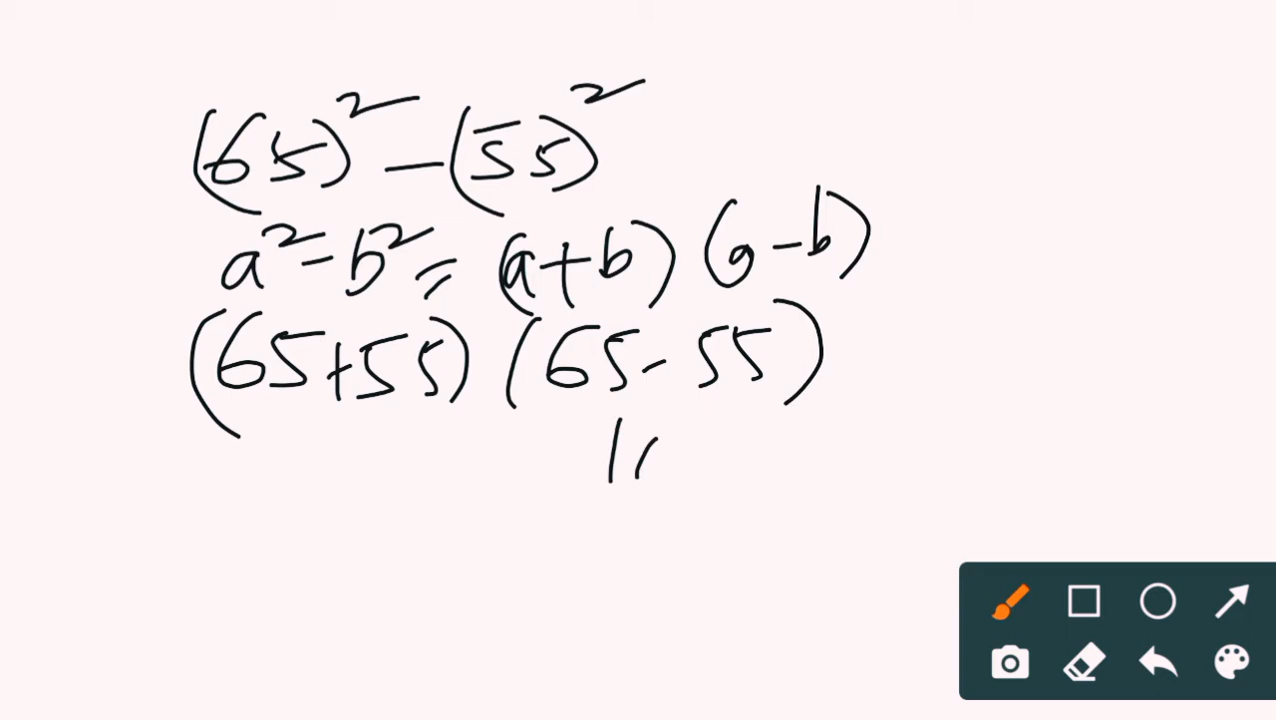 (65)² - (55)²
a² - b² = (a+b) (a-b)
(65+55) (65-55)